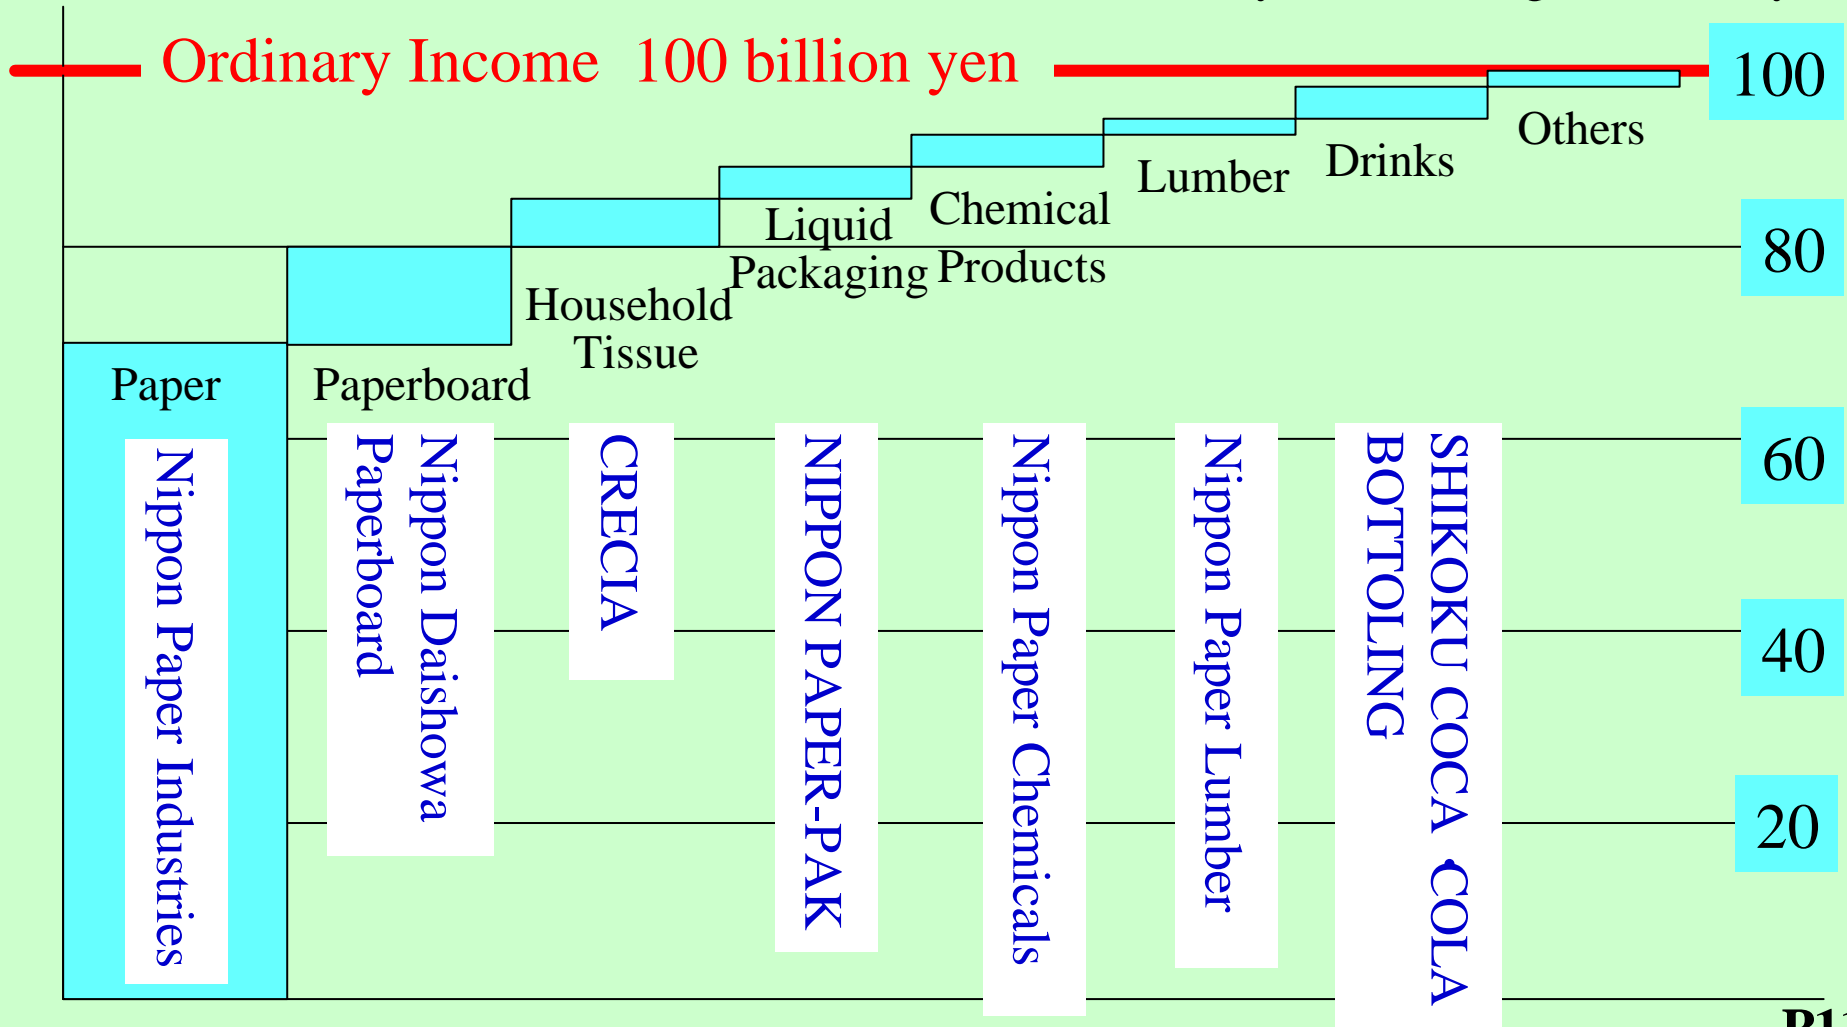 Ordinary Income 100 billion yen
100
Others
Drinks
Lumber
Chemical
Products
Liquid
Packaging
80
Household
Tissue
Paper
Paperboard
60
40
20
Nippon Paper Industries
Nippon Daishowa
Paperboard
CRECIA
NIPPON PAPER-PAK
Nippon Paper Chemicals
Nippon Paper Lumber
SHIKOKU COCA・COLA
BOTTOLING